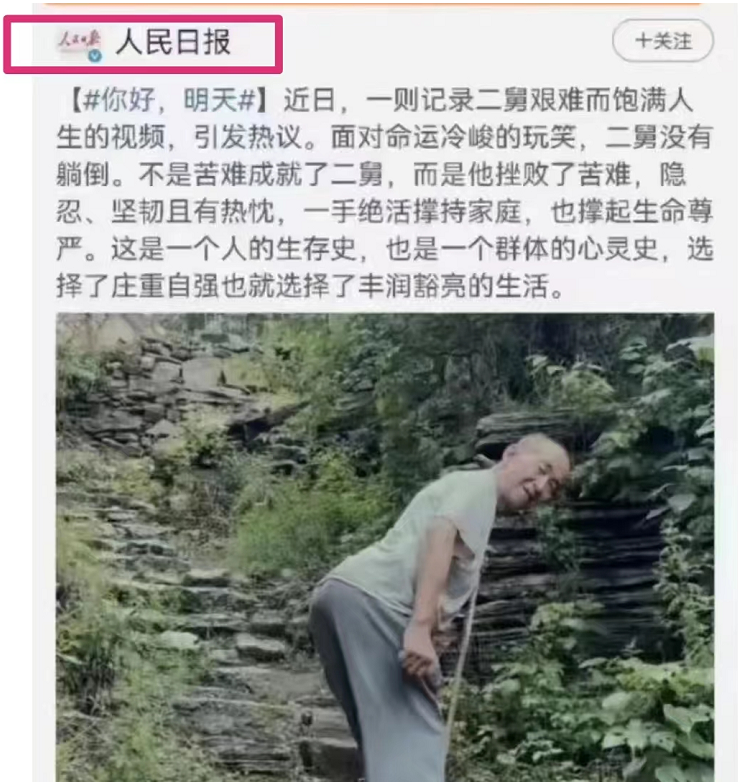 人民日报
人民日报
+关注
【#你好，明天#】近日，一则记录二舅艰难而饱满人
生的视频，引发热议。面对命运冷峻的玩笑，二舅没有
躺倒。不是苦难成就了二舅，而是他挫败了苦难，隐
忍、坚韧且有热忱，一手绝活撑持家庭，也撑起生命尊
严。这是一个人的生存史，也是一个群体的心灵史，选
择了庄重自强也就选择了丰润豁亮的生活。